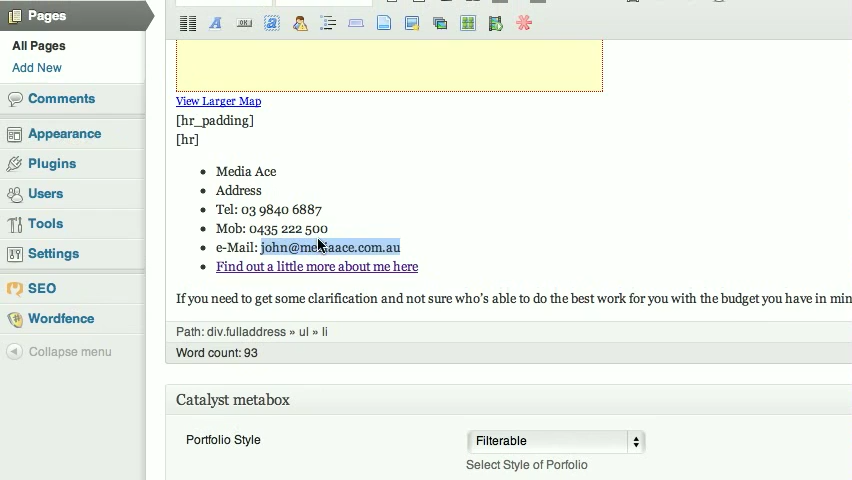 Pages
All Pages
Add New
Comments
Appearance
Plugins
Users
Tools
Settings
SEO
Wordfence
Collapse menu
View Larger Map
[hr_padding]
[hr]
Media Ace
Address
Tel: 03 9840 6887
Mob: 0435 222 500
e-Mail: john@mediaace.com.au
Find out a little more about me here
If you need to get some clarification and not sure who's able to do the best work for you with the budget you have in min
Path: div.fulladdress » ul » li
Word count: 93
Catalyst metabox
Portfolio Style
Filterable
Select Style of Porfolio